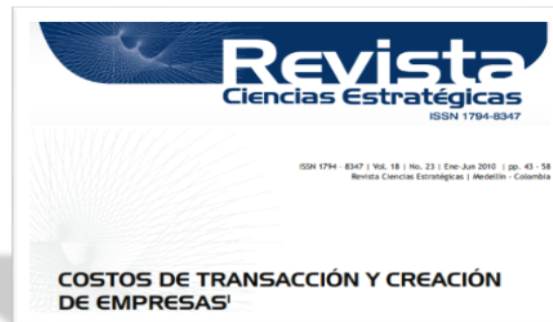 Revista
Ciencias Estratégicas
ISSN 1794-8347
ISSN 1794 - 8347 | Vol. 18 | No. 23 | Ene-Jun 2010 | pp. 43 - 58
Revista Ciencias Estratégicas | Medellín - Colombia
COSTOS DE TRANSACCIÓN Y CREACIÓN
DE EMPRESAS¹